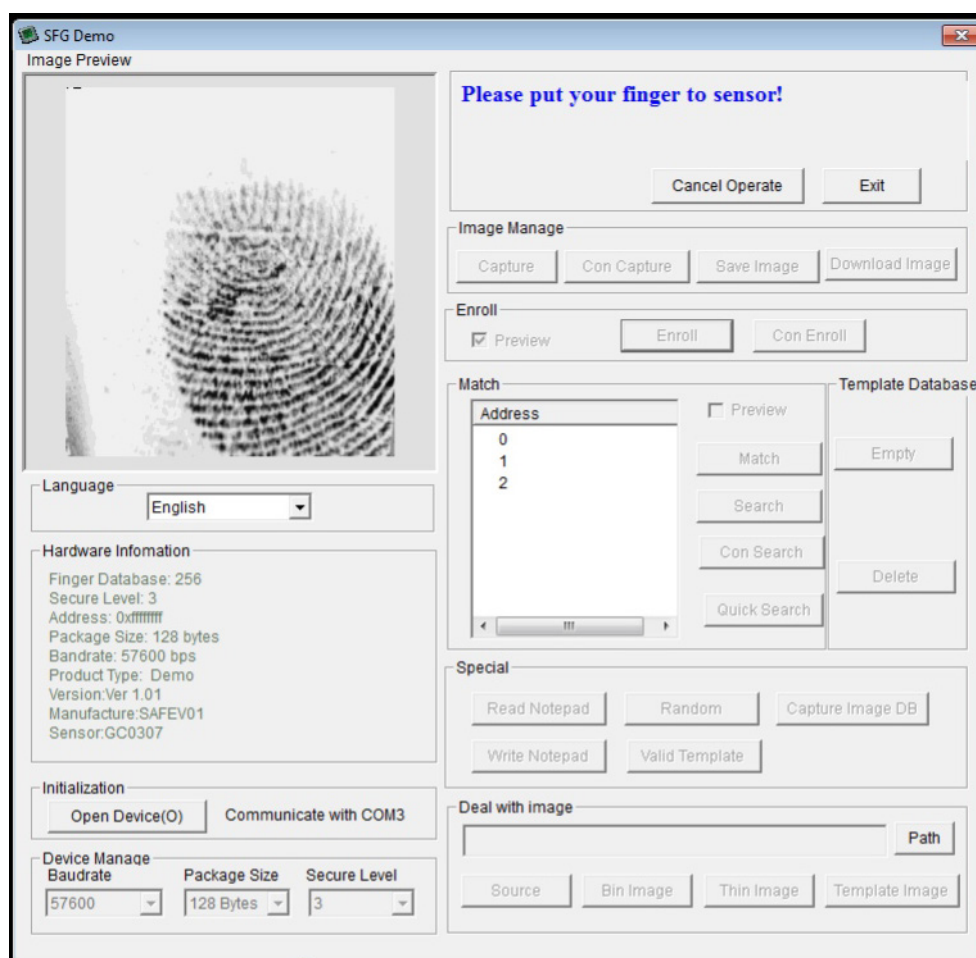 SFG Demo
Image Preview
Please put your finger to sensor!
Cancel Operate
Exit
Image Manage
Capture
Con Capture
Save Image
Download Image
Enroll
Preview
Enroll
Con Enroll
Match
Address
0
1
2
Preview
Match
Search
Con Search
Quick Search
Template Database
Empty
Delete
Language
English
Hardware Infomation
Finger Database: 256
Secure Level: 3
Address: 0xffffffff
Package Size: 128 bytes
Bandrate: 57600 bps
Product Type: Demo
Version:Ver 1.01
Manufacture:SAFEV01
Sensor:GC0307
Special
Read Notepad
Random
Capture Image DB
Write Notepad
Valid Template
Initialization
Open Device(O)
Communicate with COM3
Deal with image
Path
Source
Bin Image
Thin Image
Template Image
Device Manage
Baudrate
Package Size
Secure Level
57600
128 Bytes
3